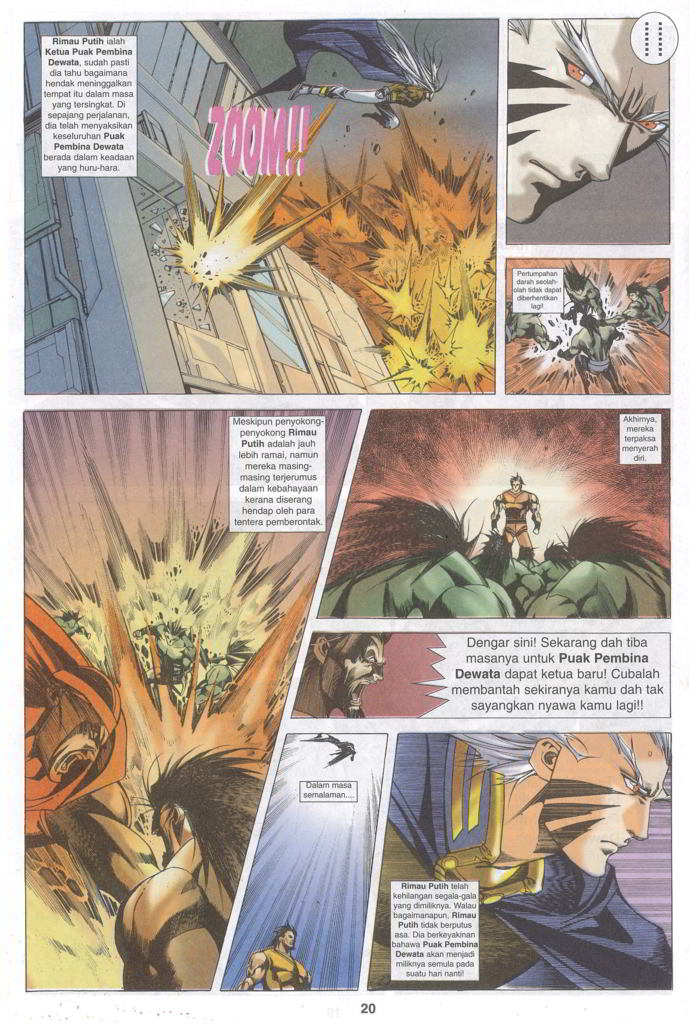 Rimau Putih ialah
Ketua Puak Pembina
Dewata, sudah pasti
dia tahu bagaimana
hendak meninggalkan
tempat itu dalam masa
yang tersingkat. Di
sepanjang perjalanan,
dia telah menyaksikan
keseluruhan Puak
Pembina Dewata
berada dalam keadaan
yang huru-hara.
ZOOM!!
!!!
Pertumpahan
darah seolah-
olah tidak dapat
diberhentikan
lagi!
Meskipun penyokong-
penyokong Rimau
Putih adalah jauh
lebih ramai, namun
mereka masing-
masing terjerumus
dalam kebahayaan
kerana diserang
hendap oleh para
tentera pemberontak.
Akhirnya,
mereka
terpaksa
menyerah
diri.
Dengar sini! Sekarang dah tiba
masanya untuk Puak Pembina
Dewata dapat ketua baru! Cubalah
membantah sekiranya kamu dah tak
sayangkan nyawa kamu lagi!!
Dalam masa
semalaman....
Rimau Putih telah
kehilangan segala-gala
yang dimiliknya. Walau
bagaimanapun, Rimau
Putih tidak berputus
asa. Dia berkeyakinan
bahawa Puak Pembina
Dewata akan menjadi
miliknya semula pada
suatu hari nanti!
20